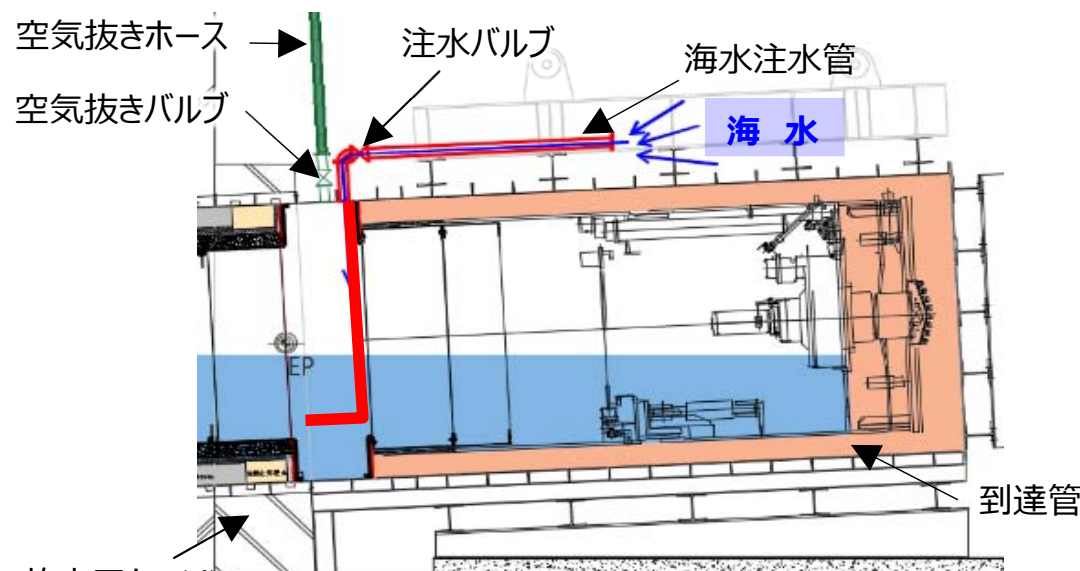 空気抜きホース
注水バルブ
海水注水管
空気抜きバルブ
海 水
EP
到達管